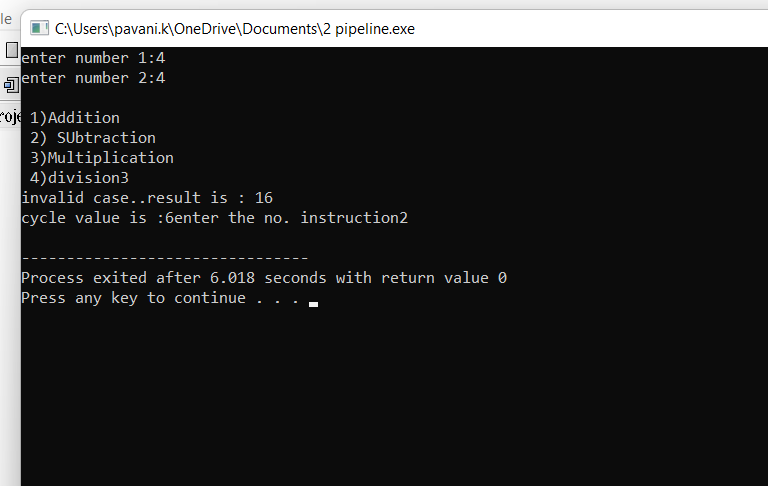 le
C:\Users\pavani.k\OneDrive\Documents\2 pipeline.exe
enter number 1:4
enter number 2:4
roje
1)Addition
2) SUbtraction
3)Multiplication
4)division3
invalid case..result is : 16
cycle value is :6enter the no. instruction2
--------------------------------
Process exited after 6.018 seconds with return value 0
Press any key to continue . . .